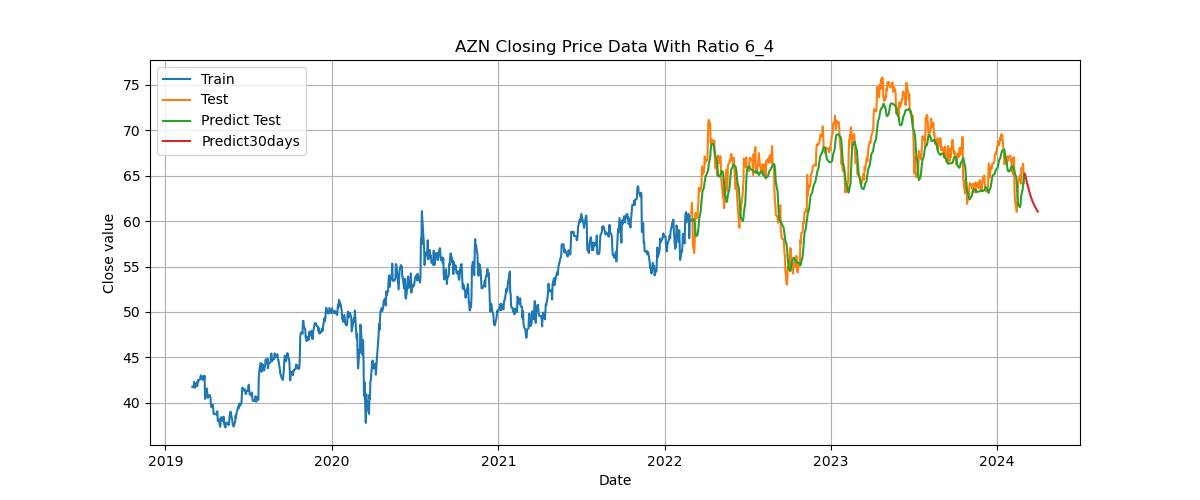 AZN Closing Price Data With Ratio 6_4
Train
Test
Predict Test
Predict30days
Close value
75
70
65
60
55
50
45
40
2019
2020
2021
2022
2023
2024
Date